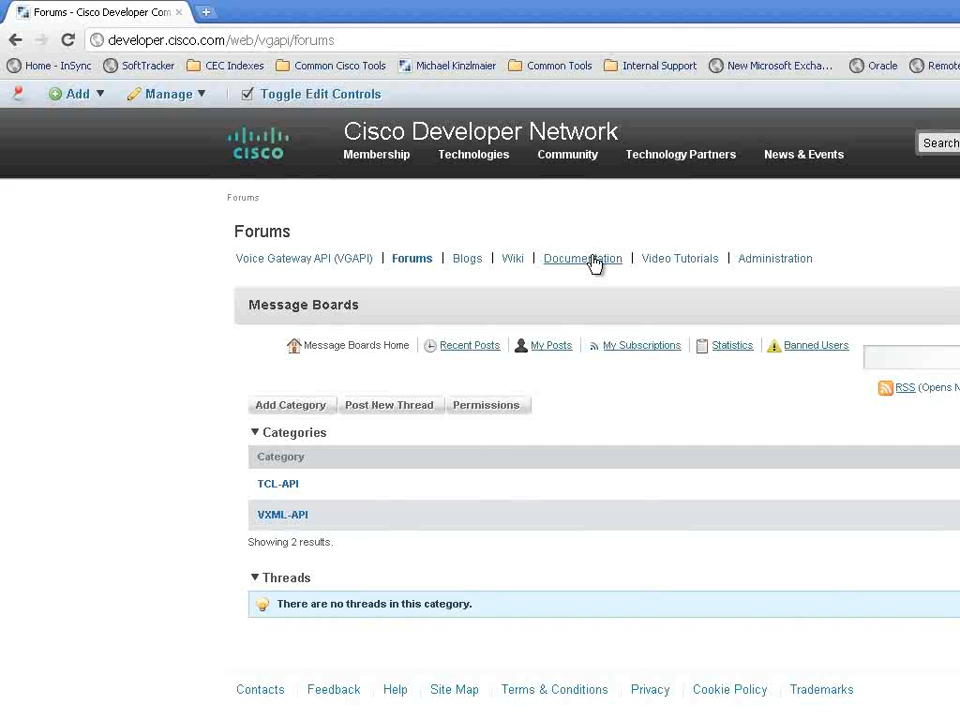 Forums - Cisco Developer Com
developer.cisco.com/web/vgapi/forums
Home - InSync SoftTracker CEC Indexes Common Cisco Tools Michael Kinzlmaier Common Tools Internal Support New Microsoft Excha... Oracle Remote
Add Manage Toggle Edit Controls
CISCO
Cisco Developer Network
Membership Technologies Community Technology Partners News & Events
Search
Forums
Forums
Voice Gateway API (VGAPI) | Forums | Blogs | Wiki | Documentation | Video Tutorials | Administration
Message Boards
Message Boards Home Recent Posts My Posts My Subscriptions Statistics Banned Users
RSS (Opens N
Add Category Post New Thread Permissions
Categories
Category
TCL-API
VXML-API
Showing 2 results.
Threads
There are no threads in this category.
Contacts Feedback Help Site Map Terms & Conditions Privacy Cookie Policy Trademarks